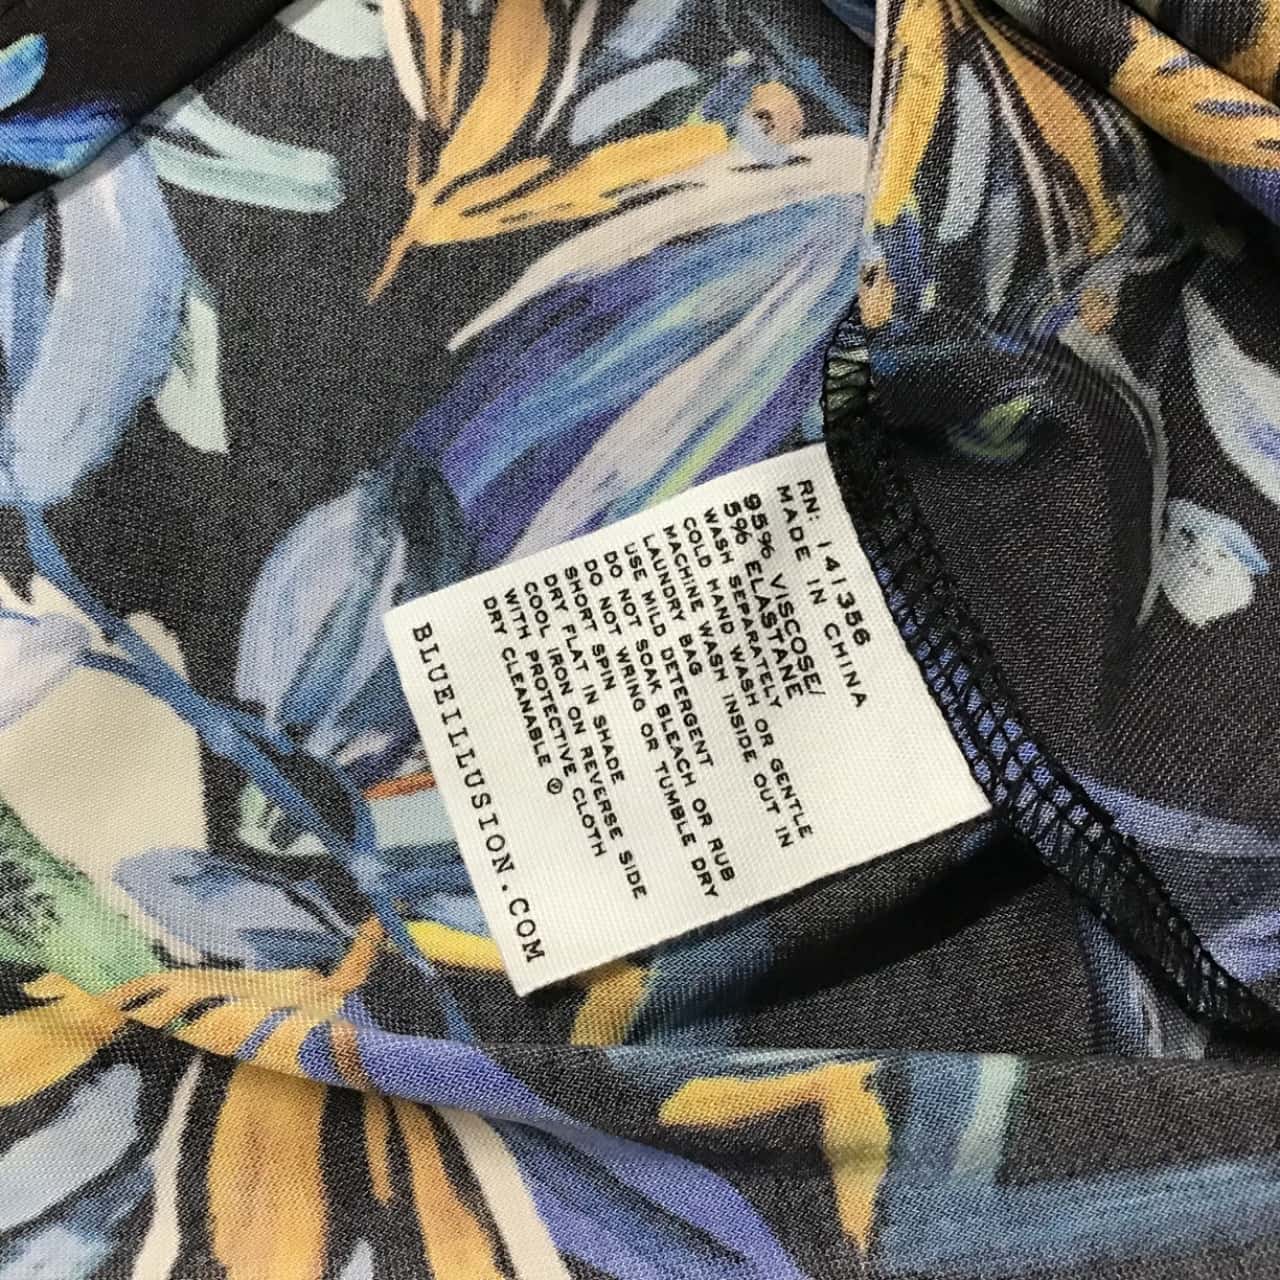 RN: 141356
MADE IN CHINA
95% VISCOSE/
5% ELASTANE
WASH SEPARATELY
COLD HAND WASH OR GENTLE
MACHINE WASH INSIDE OUT IN
LAUNDRY BAG
USE MILD DETERGENT
DO NOT SOAK BLEACH OR RUB
DO NOT WRING OR TUMBLE DRY
SHORT SPIN
DRY FLAT IN SHADE
COOL IRON ON REVERSE SIDE
WITH PROTECTIVE CLOTH
DRY CLEANABLE Ⓟ
BLUEILLUSION.COM